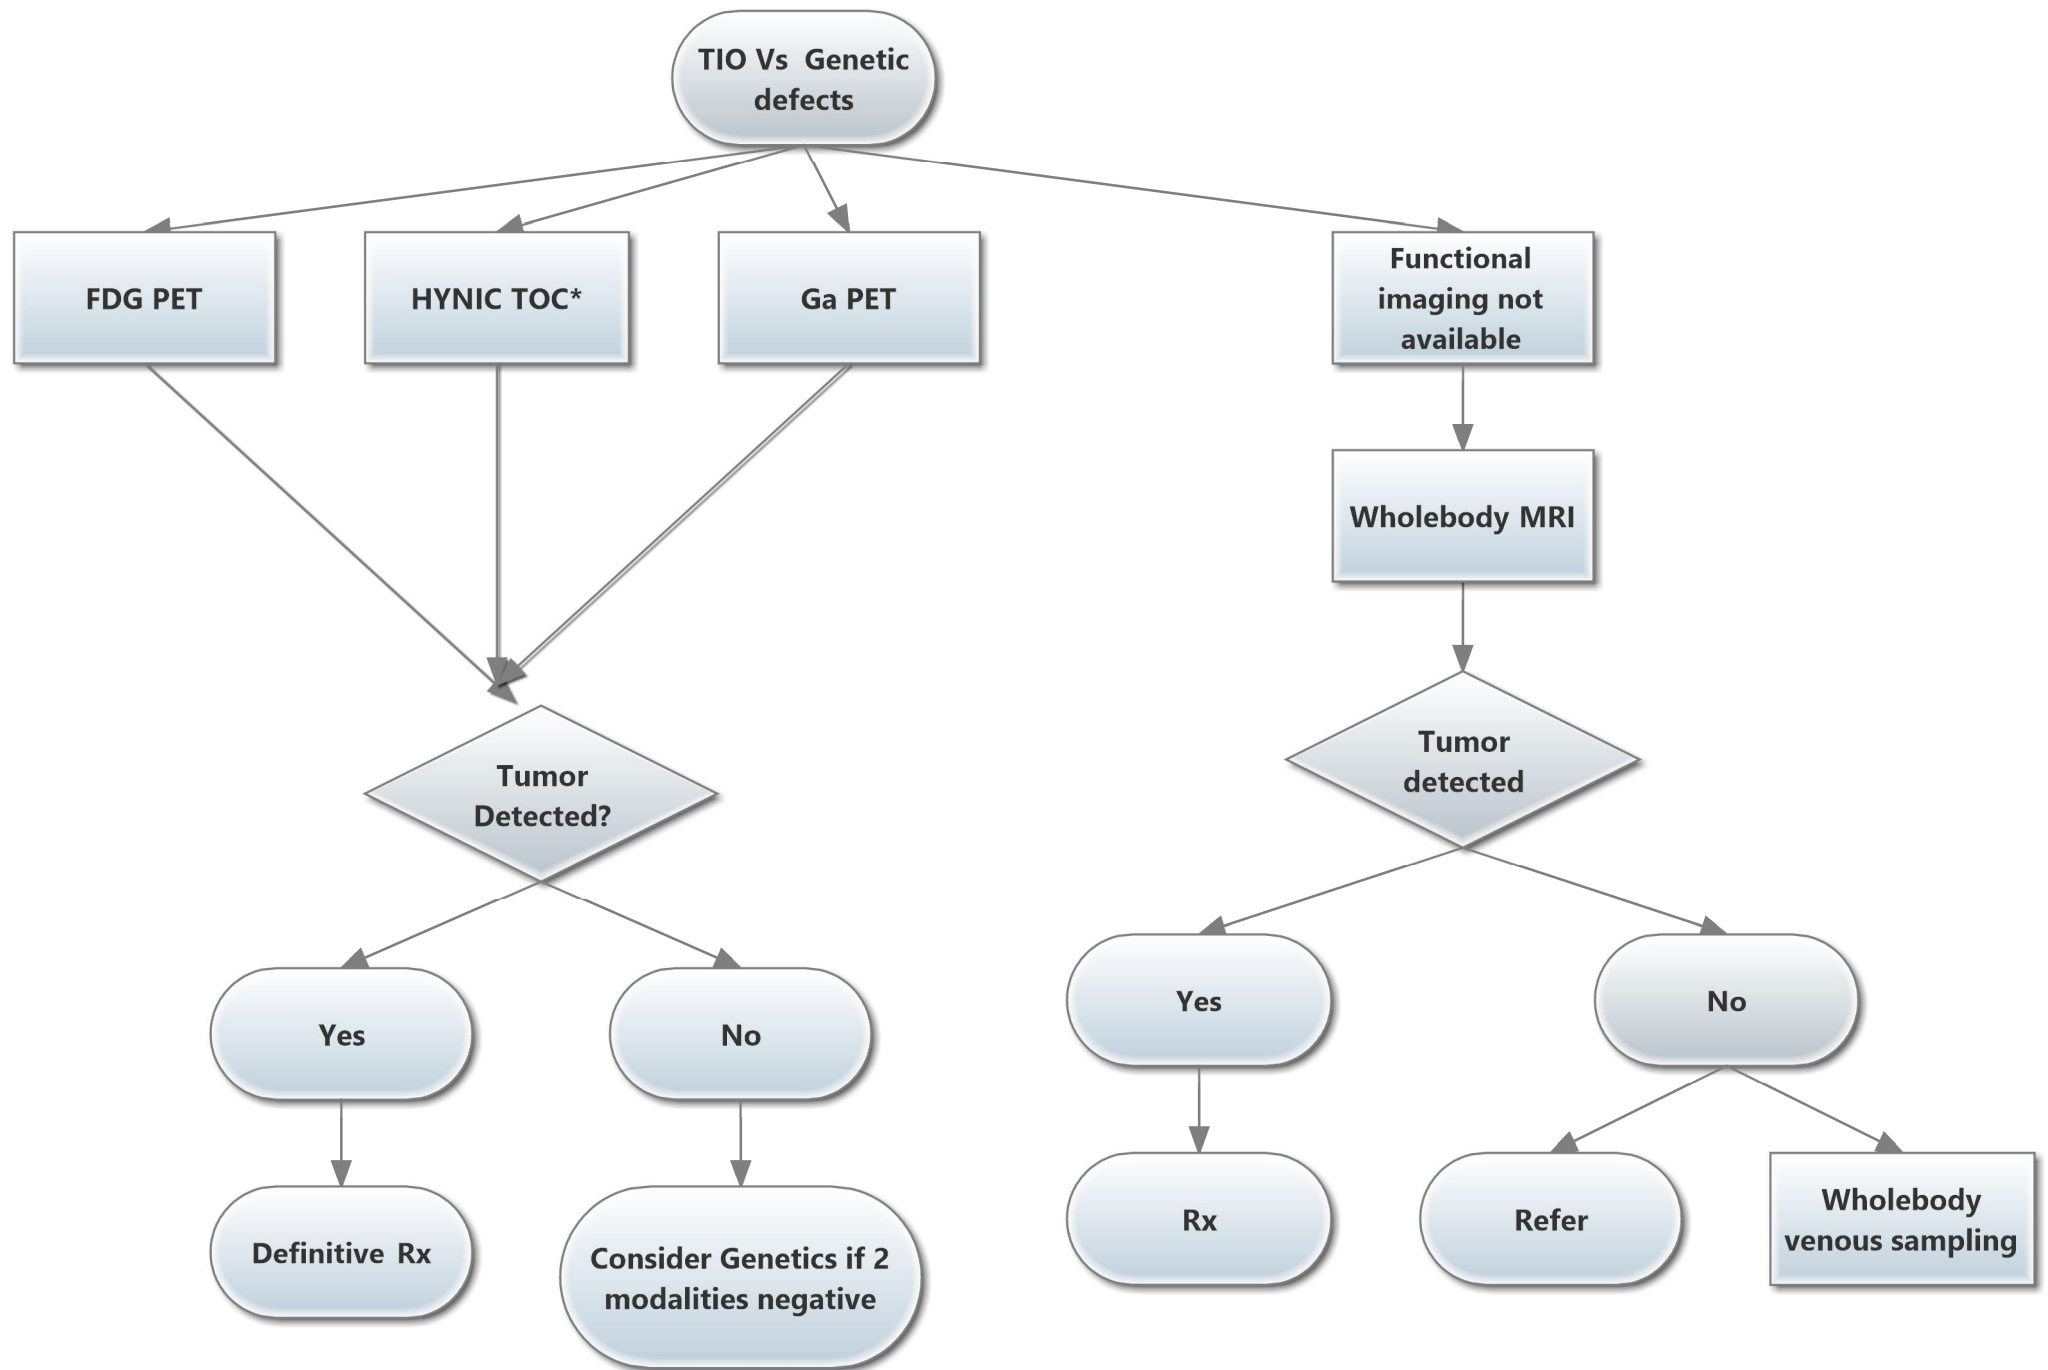 TIO Vs  Genetic
defects
FDG PET
HYNIC TOC*
Ga PET
Functional
imaging not
available
Wholebody MRI
Tumor
Detected?
Tumor
detected
Yes
No
Yes
No
Definitive Rx
Consider Genetics if 2
modalities negative
Rx
Refer
Wholebody
venous sampling